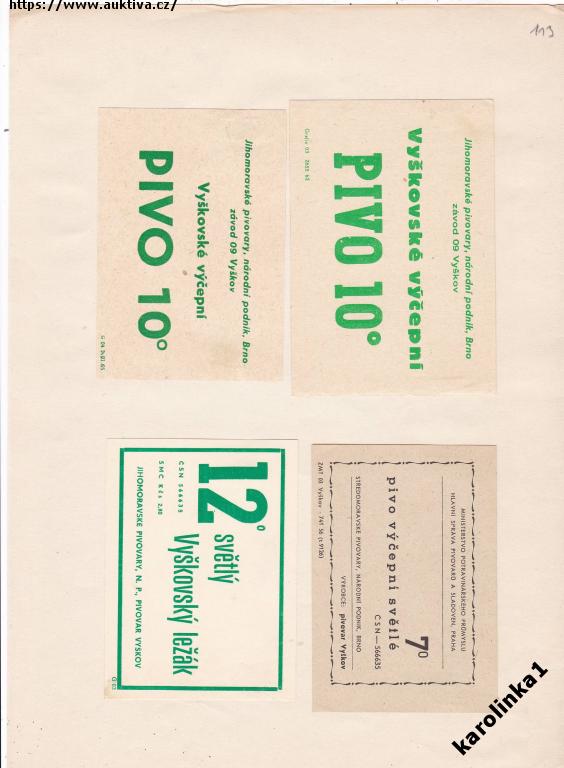 https://www.auktiva.cz/
113
Jihomoravské pivovary, národní podnik, Brno
závod 09 Vyškov
Vyškovské výčepní
PIVO 10°
G 04 2401-65
Jihomoravské pivovary, národní podnik, Brno
závod 09 Vyškov
Vyškovské výčepní
PIVO 10°
12°
světlý
Vyškovský ležák
ČSN 566635
SMC Kčs 2,80
JIHOMORAVSKÉ PIVOVARY, N. P., PIVOVAR VYŠKOV
MINISTERSTVO POTRAVINÁŘSKÉHO PRŮMYSLU
HLAVNÍ SPRÁVA PIVOVARŮ A SLADOVEN, PRAHA
7°
pivo výčepní světlé
ČSN — 566635
STŘEDOMORAVSKÉ PIVOVARY, NÁRODNÍ PODNIK, BRNO
VÝROBCE: pivovar Vyškov
karolinka1